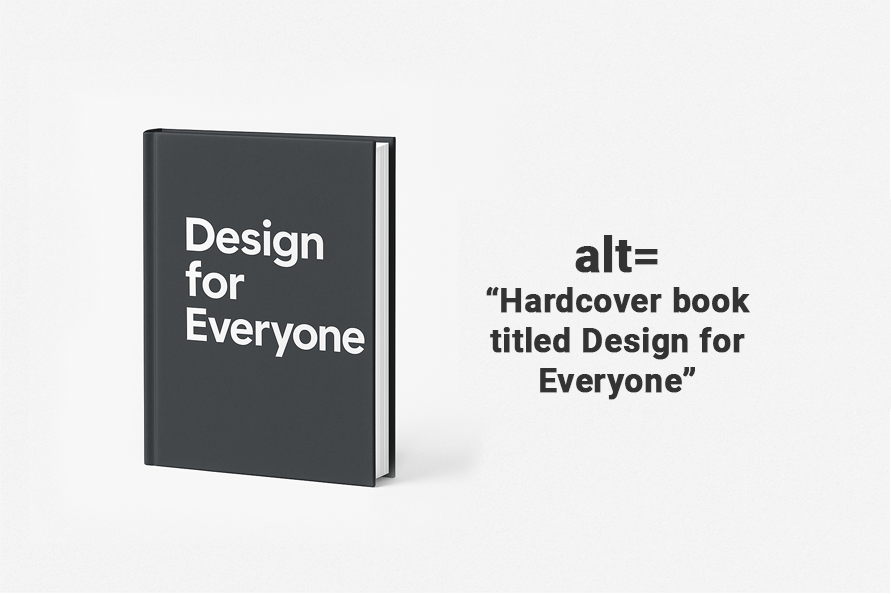 Design
for
Everyone
alt=
“Hardcover book
titled Design for
Everyone”